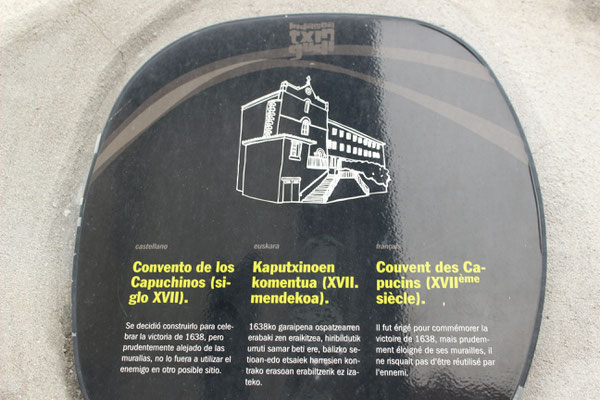 castellano
Convento de los
Capuchinos (si-
glo XVII).
Se decidió construirlo para cele-
brar la victoria de 1638, pero
prudentemente alejado de las
murallas, no lo fuera a utilizar el
enemigo en otro posible sitio.
euskara
Kaputxinoen
komentua (XVII.
mendekoa).
1638ko garaipena ospatzearren
erabaki zen eraikitzea, hiribildutik
urruti samar beti ere, balizko se-
tioan-edo etsaiek harresien kon-
trako erasoan erabiltzerik ez iza-
teko.
français
Couvent des Ca-
pucins (XVIIème
siècle).
Il fut érigé pour commémorer la
victoire de 1638, mais prudem-
ment éloigné de ses murailles, il
ne risquait pas d'être réutilisé par
l'ennemi.